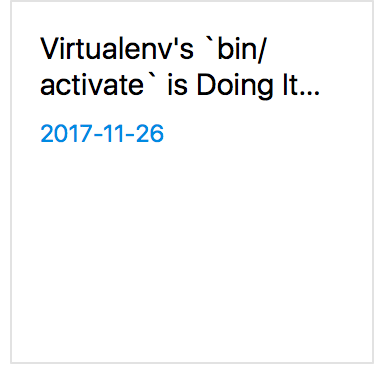 Virtualenv's `bin/
activate` is Doing It...
2017-11-26